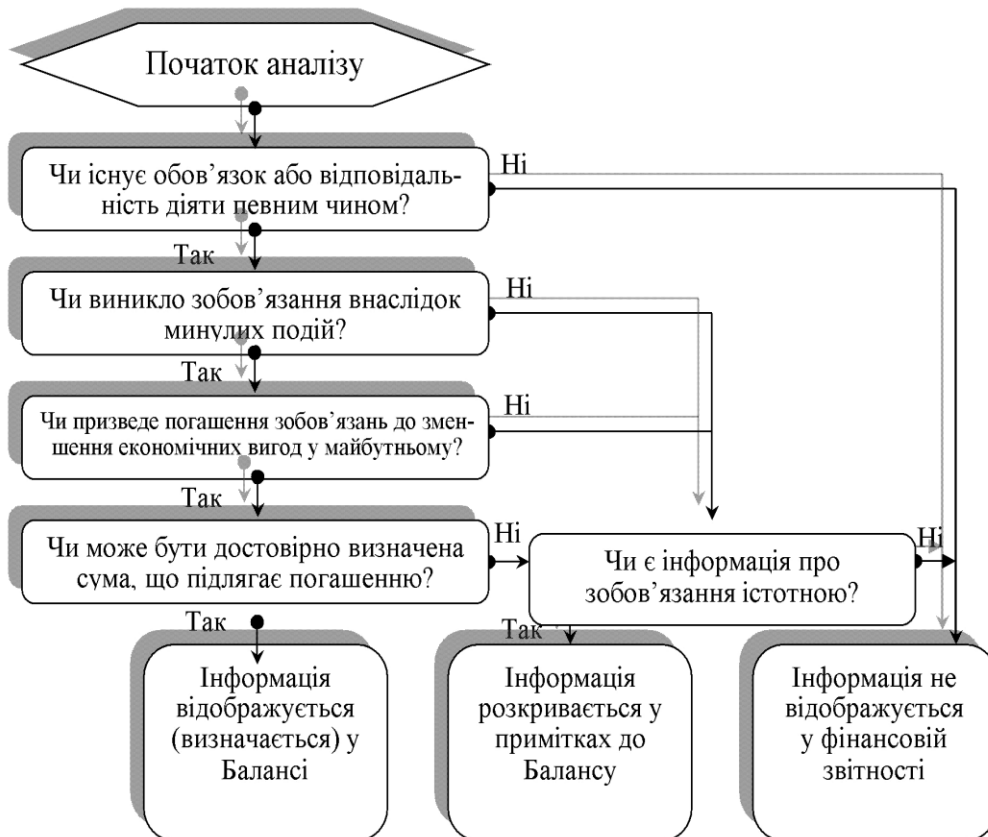 Початок аналізу
Ні
Чи існує обов’язок або відповідаль-
ність діяти певним чином?
Так
Ні
Чи виникло зобов’язання внаслідок
минулих подій?
Так
Ні
Чи призведе погашення зобов’язань до змен-
шення економічних вигод у майбутньому?
Так
Ні
Чи може бути достовірно визначена
сума, що підлягає погашенню?
Ні
Чи є інформація про
зобов’язання істотною?
Так
Так
Інформація
відображується
(визначається) у
Балансі
Інформація
розкривається у
примітках до
Балансу
Інформація не
відображується
у фінансовій
звітності